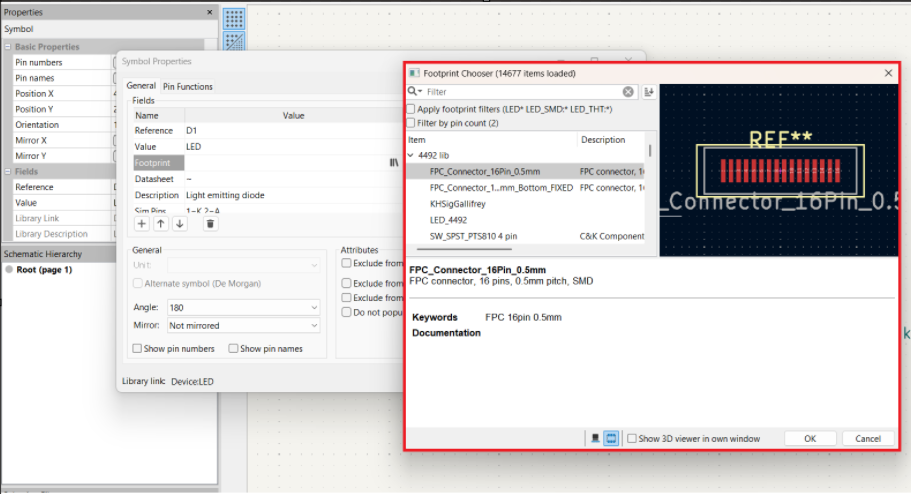 Properties ×
Symbol
Basic Properties
Pin numbers
Pin names
Position X
Position Y
Orientation
Mirror X
Mirror Y
Fields
Reference
Value
Library Link
Library Description
Schematic Hierarchy
Root (page 1)
Symbol Properties
General Pin Functions
Fields
Name Value
Reference D1
Value LED
Footprint
Datasheet ~
Description Light emitting diode
Sim.Pins 1=K 2=A
General
Unit:
Alternate symbol (De Morgan)
Angle: 180
Mirror: Not mirrored
Show pin numbers Show pin names
Attributes
Exclude from
Exclude from
Exclude from
Do not popu
Library link: Device:LED
Footprint Chooser (14677 items loaded)
Filter
Apply footprint filters (LED* LED_SMD:* LED_THT:*)
Filter by pin count (2)
Item Description
4492 lib
FPC_Connector_16Pin_0.5mm FPC connector, 1
FPC_Connector_1...mm_Bottom_FIXED FPC connector, 1
KHSigGallifrey
LED_4492
SW_SPST_PTS810 4 pin C&K Component
REF**
_Connector_16Pin_0.5
FPC_Connector_16Pin_0.5mm
FPC connector, 16 pins, 0.5mm pitch, SMD
Keywords FPC 16pin 0.5mm
Documentation
Show 3D viewer in own window OK Cancel
k